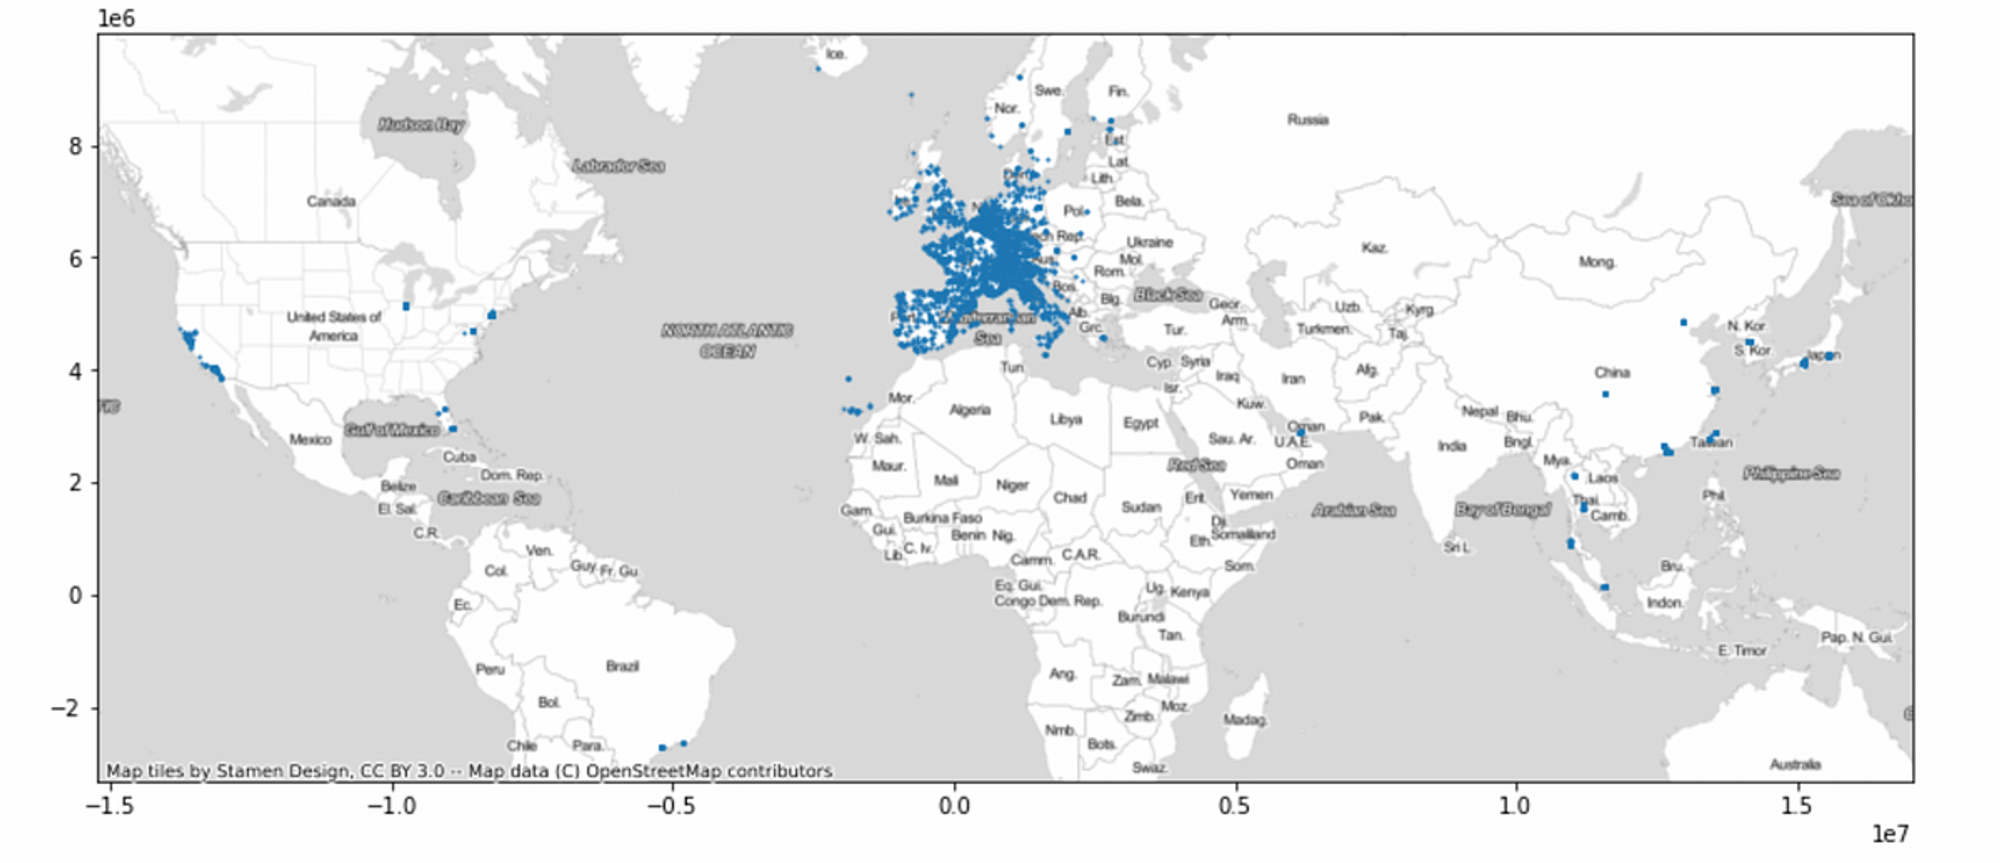 1e6
Ice.
Swe.
Fin.
Nor.
Russia
Hudson Bay
8
Est.
Labrador Sea
Lat.
Lith.
Canada
Bela.
Pol.
Ukraine
Kaz.
6
Mong.
Mol.
Rom.
Bos.
Black Sea
Blg.
Geor.
Uzb.
Kyrg.
United States of
America
Alb.
Arm.
Grc.
Tur.
Turkmen.
Taj.
N. Kor
S. Kor
Japan
NORTH ATLANTIC
OCEAN
Sea
Cyp.
Syria
Tun.
Iraq
Iran
Afg.
China
4
Isr.
Mor.
Algeria
Libya
Egypt
Kuw.
Pak.
Nepal
Bhu.
Gulf of Mexico
Mexico
W. Sah.
Sau. Ar.
Oman
U.A.E.
India
Bngl.
Taiwan
Cuba
Maur.
Red Sea
Oman
Mya.
Laos
Philippine Sea
Dom. Rep.
2
Belize
Caribbean Sea
Mali
Niger
Chad
Sudan
Erit.
Yemen
Arabian Sea
Bay of Bengal
Thai.
Camb.
Phil.
El. Sal.
Gam.
Burkina Faso
Dj.
Somaliland
C.R.
Gui.
Benin
Nig.
Eth.
Sri L.
Ven.
Lib.
C. Iv.
Camm.
C.A.R.
Som.
Col.
Guy.
Fr. Gu.
Bru.
0
Ec.
Eq. Gui.
Congo
Dem. Rep.
Ug.
Kenya
Indon.
Burundi
Tan.
Pap. N. Gui.
E. Timor
Peru
Brazil
Ang.
Zam.
Malawi
−2
Bol.
Zimb.
Moz.
Madag.
Nmb.
Bots.
Chile
Para.
Swaz.
Australia
Map tiles by Stamen Design, CC BY 3.0 -- Map data (C) OpenStreetMap contributors
−1.5
−1.0
−0.5
0.0
0.5
1.0
1.5
1e7